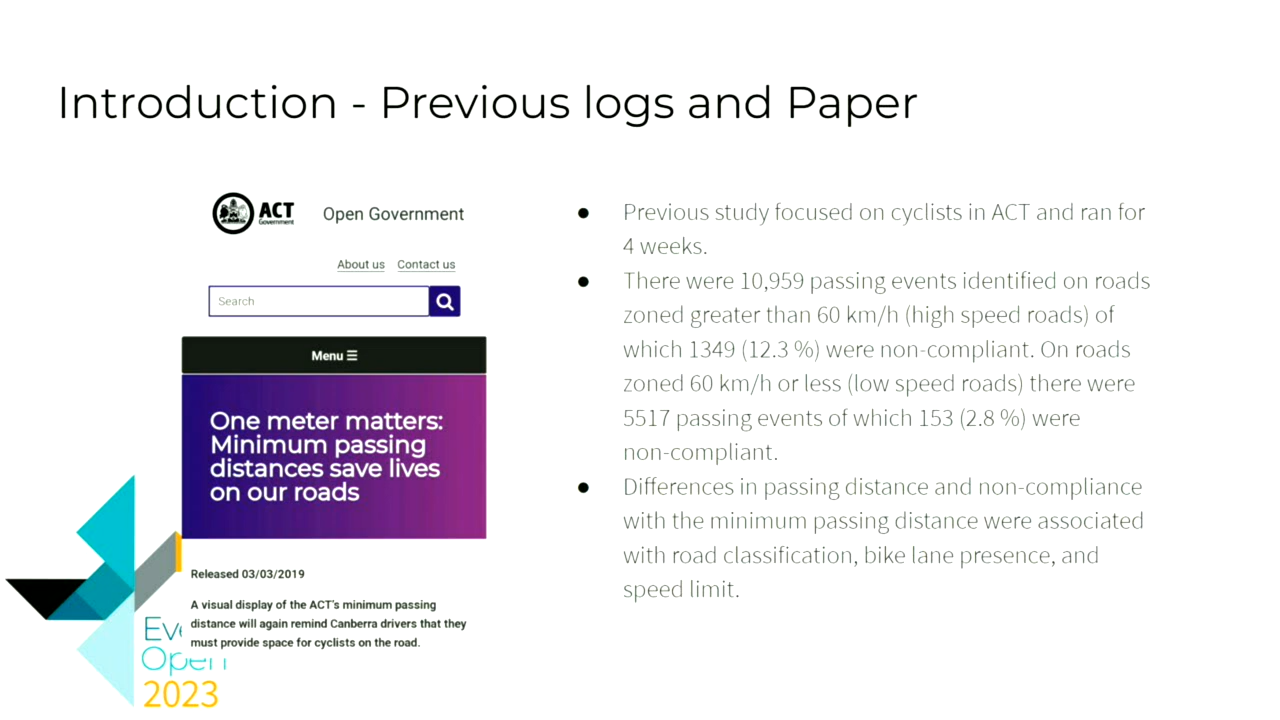 Introduction - Previous logs and Paper
ACT
Government
Open Government
About us Contact us
Search
Menu ☰
One meter matters:
Minimum passing
distances save lives
on our roads
Released 03/03/2019
A visual display of the ACT's minimum passing
distance will again remind Canberra drivers that they
must provide space for cyclists on the road.
● Previous study focused on cyclists in ACT and ran for
4 weeks.
● There were 10,959 passing events identified on roads
zoned greater than 60 km/h (high speed roads) of
which 1349 (12.3 %) were non-compliant. On roads
zoned 60 km/h or less (low speed roads) there were
5517 passing events of which 153 (2.8 %) were
non-compliant.
● Differences in passing distance and non-compliance
with the minimum passing distance were associated
with road classification, bike lane presence, and
speed limit.
Open
2023